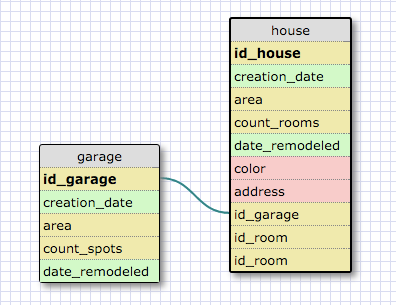 house
id_house
creation_date
area
count_rooms
date_remodeled
color
address
id_garage
id_room
id_room
garage
id_garage
creation_date
area
count_spots
date_remodeled